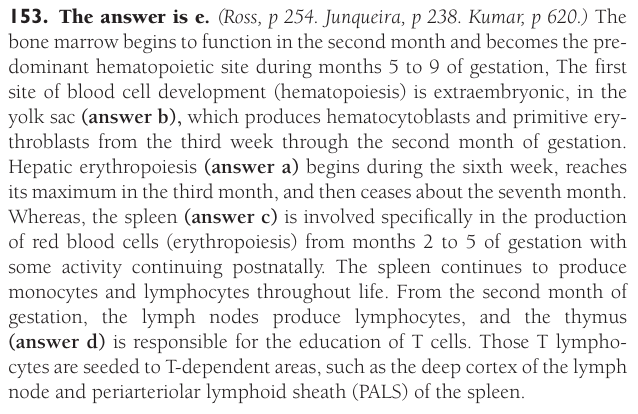 153. The answer is e. (Ross, p 254. Junqueira, p 238. Kumar, p 620.) The
bone marrow begins to function in the second month and becomes the pre-
dominant hematopoietic site during months 5 to 9 of gestation, The first
site of blood cell development (hematopoiesis) is extraembryonic, in the
yolk sac (answer b), which produces hematocytoblasts and primitive ery-
throblasts from the third week through the second month of gestation.
Hepatic erythropoiesis (answer a) begins during the sixth week, reaches
its maximum in the third month, and then ceases about the seventh month.
Whereas, the spleen (answer c) is involved specifically in the production
of red blood cells (erythropoiesis) from months 2 to 5 of gestation with
some activity continuing postnatally. The spleen continues to produce
monocytes and lymphocytes throughout life. From the second month of
gestation, the lymph nodes produce lymphocytes, and the thymus
(answer d) is responsible for the education of T cells. Those T lympho-
cytes are seeded to T-dependent areas, such as the deep cortex of the lymph
node and periarteriolar lymphoid sheath (PALS) of the spleen.